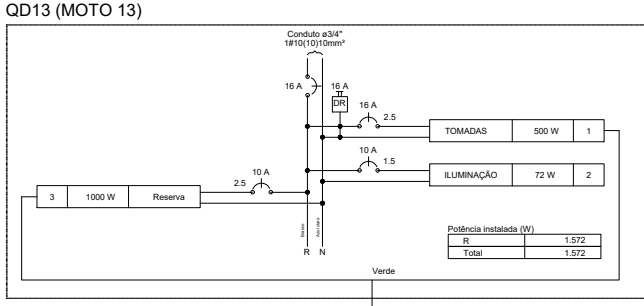 QD13 (MOTO 13)
Conduto ø3/4"
1#10(10)10mm²
16 A
16 A
DR
16 A
2.5
TOMADAS 500 W 1
10 A
1.5
ILUMINAÇÃO 72 W 2
10 A
2.5
3 1000 W Reserva
R N
Potência instalada (W)
R 1.572
Total 1.572
Verde